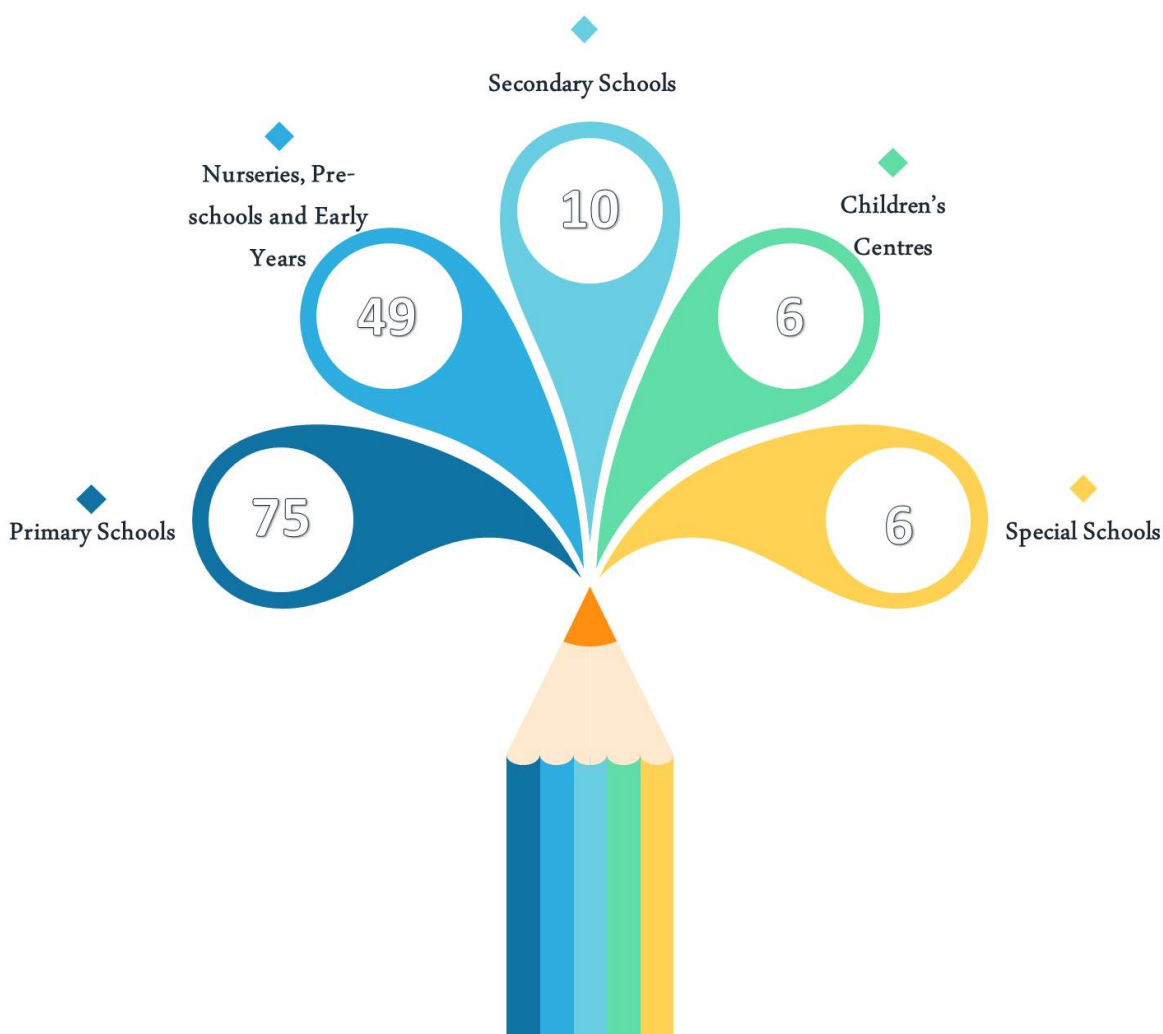 Secondary Schools
10
Nurseries, Pre-
schools and Early
Years
49
Children's
Centres
6
Primary Schools
75
Special Schools
6